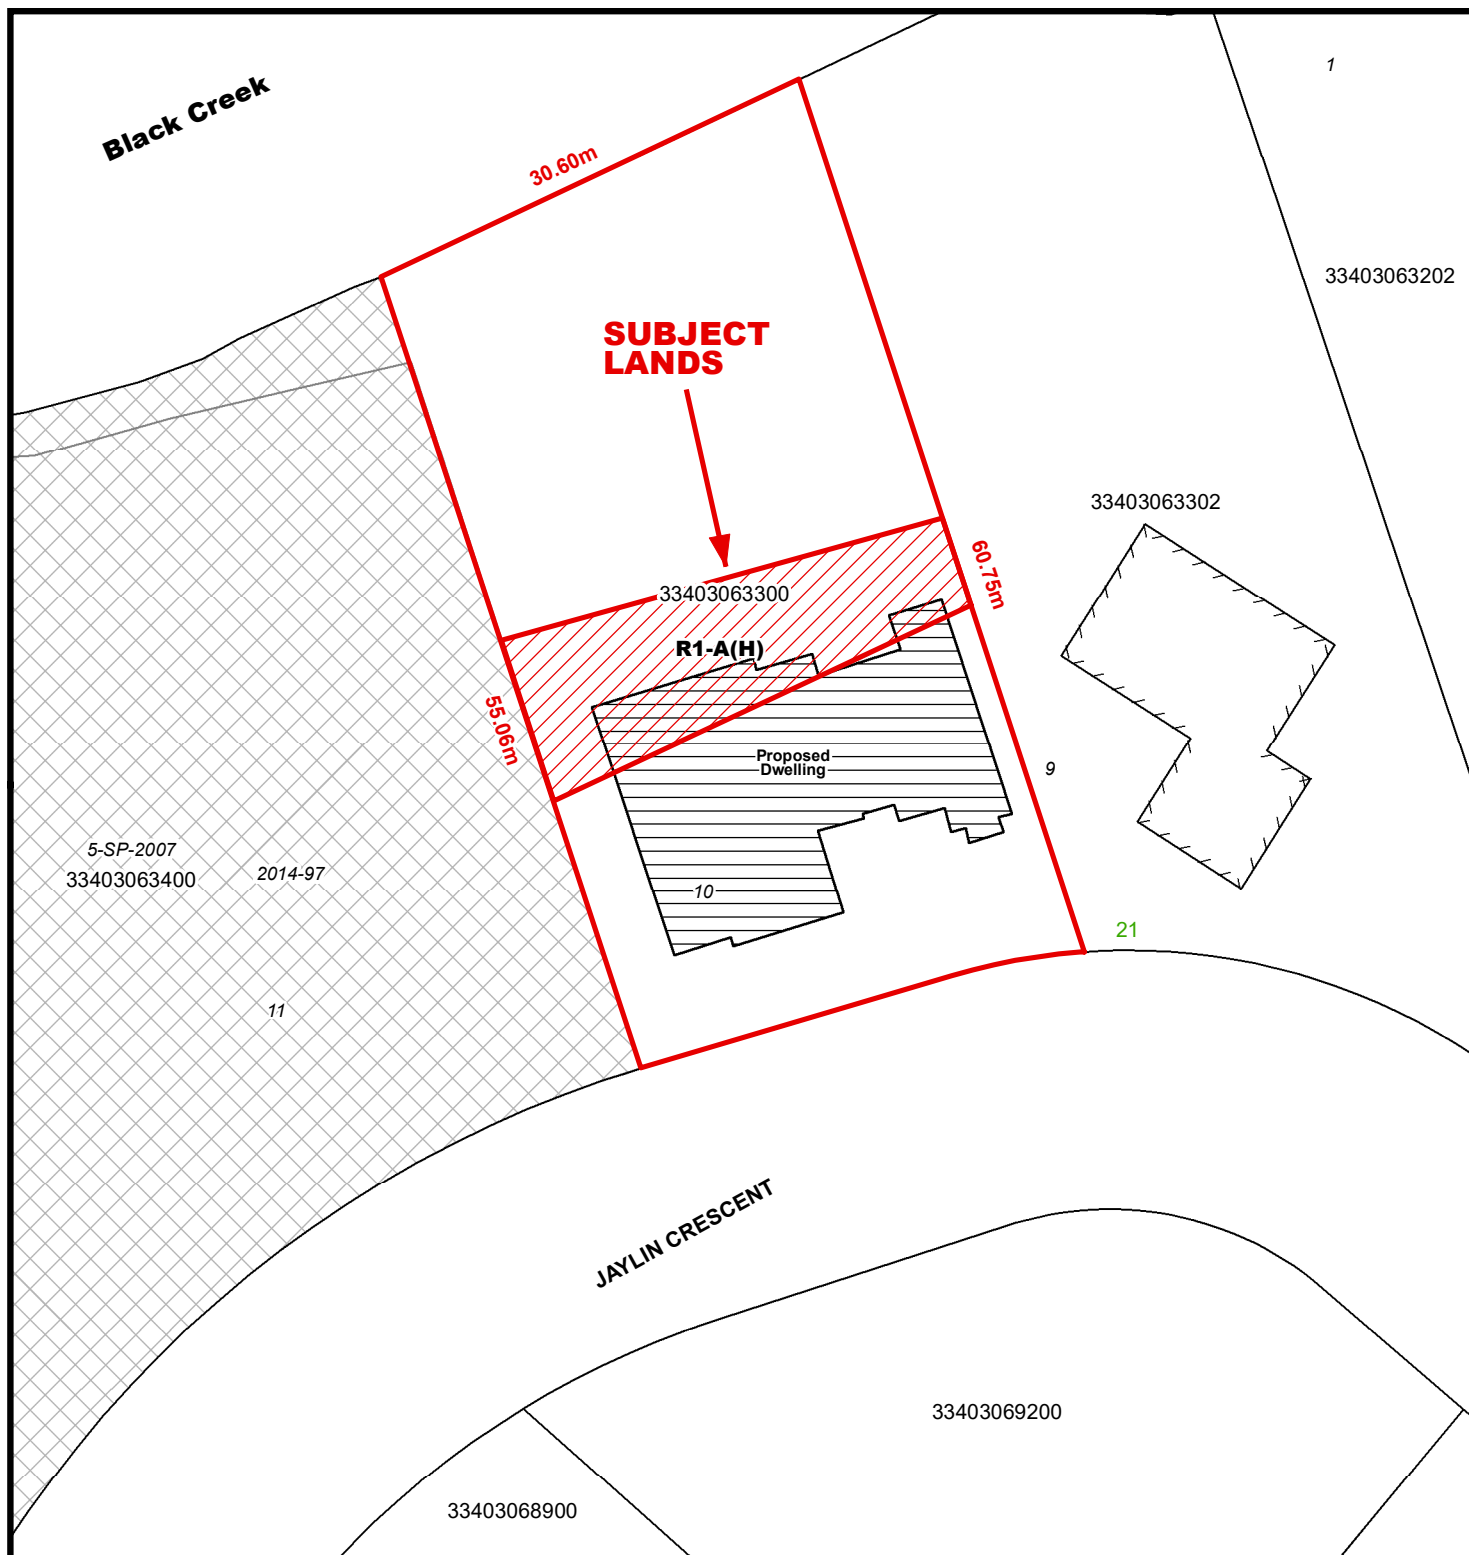 1
Black Creek
30.60m
33403063202
SUBJECT
LANDS
33403063302
60.75m
33403063300
R1-A(H)
55.06m
Proposed
Dwelling
9
5-SP-2007
33403063400
2014-97
10
21
11
JAYLIN CRESCENT
33403069200
33403068900